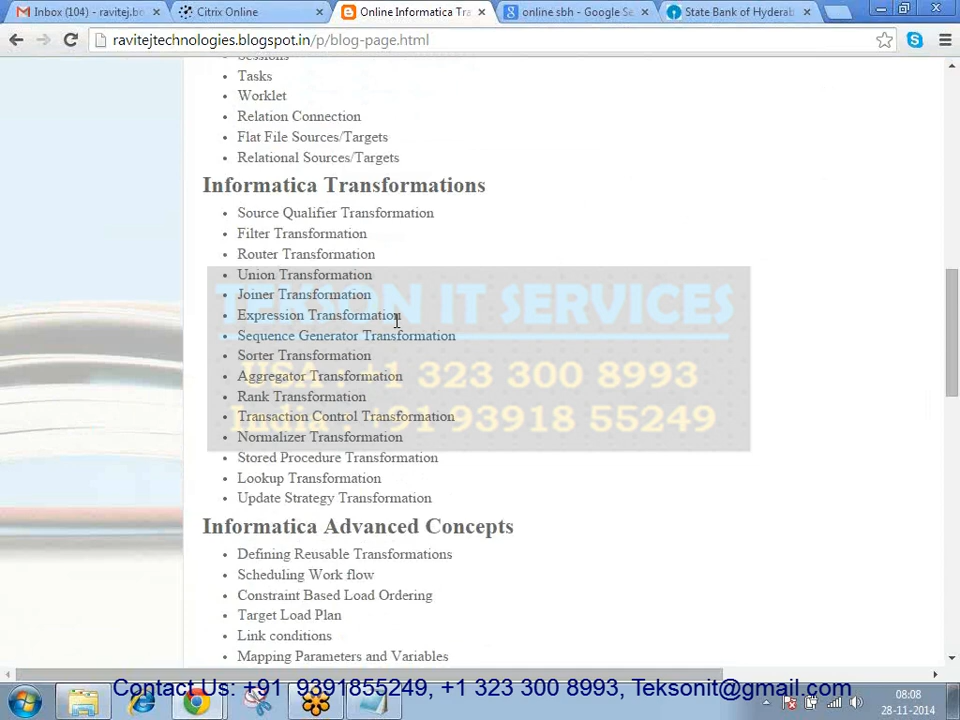 Inbox (104) - ravitej.bo
Citrix Online
Online Informatica Tra
online sbh - Google Se
State Bank of Hyderab
ravitejtechnologies.blogspot.in/p/blog-page.html
Sessions
• Tasks
• Worklet
• Relation Connection
• Flat File Sources/Targets
• Relational Sources/Targets
Informatica Transformations
• Source Qualifier Transformation
• Filter Transformation
• Router Transformation
• Union Transformation
• Joiner Transformation
• Expression Transformation
• Sequence Generator Transformation
• Sorter Transformation
• Aggregator Transformation
• Rank Transformation
• Transaction Control Transformation
• Normalizer Transformation
• Stored Procedure Transformation
• Lookup Transformation
• Update Strategy Transformation
TEKSON IT SERVICES
USA : +1 323 300 8993
India : +91 93918 55249
Informatica Advanced Concepts
• Defining Reusable Transformations
• Scheduling Work flow
• Constraint Based Load Ordering
• Target Load Plan
• Link conditions
• Mapping Parameters and Variables
Contact Us: +91 9391855249, +1 323 300 8993, Teksonit@gmail.com
08:08
28-11-2014